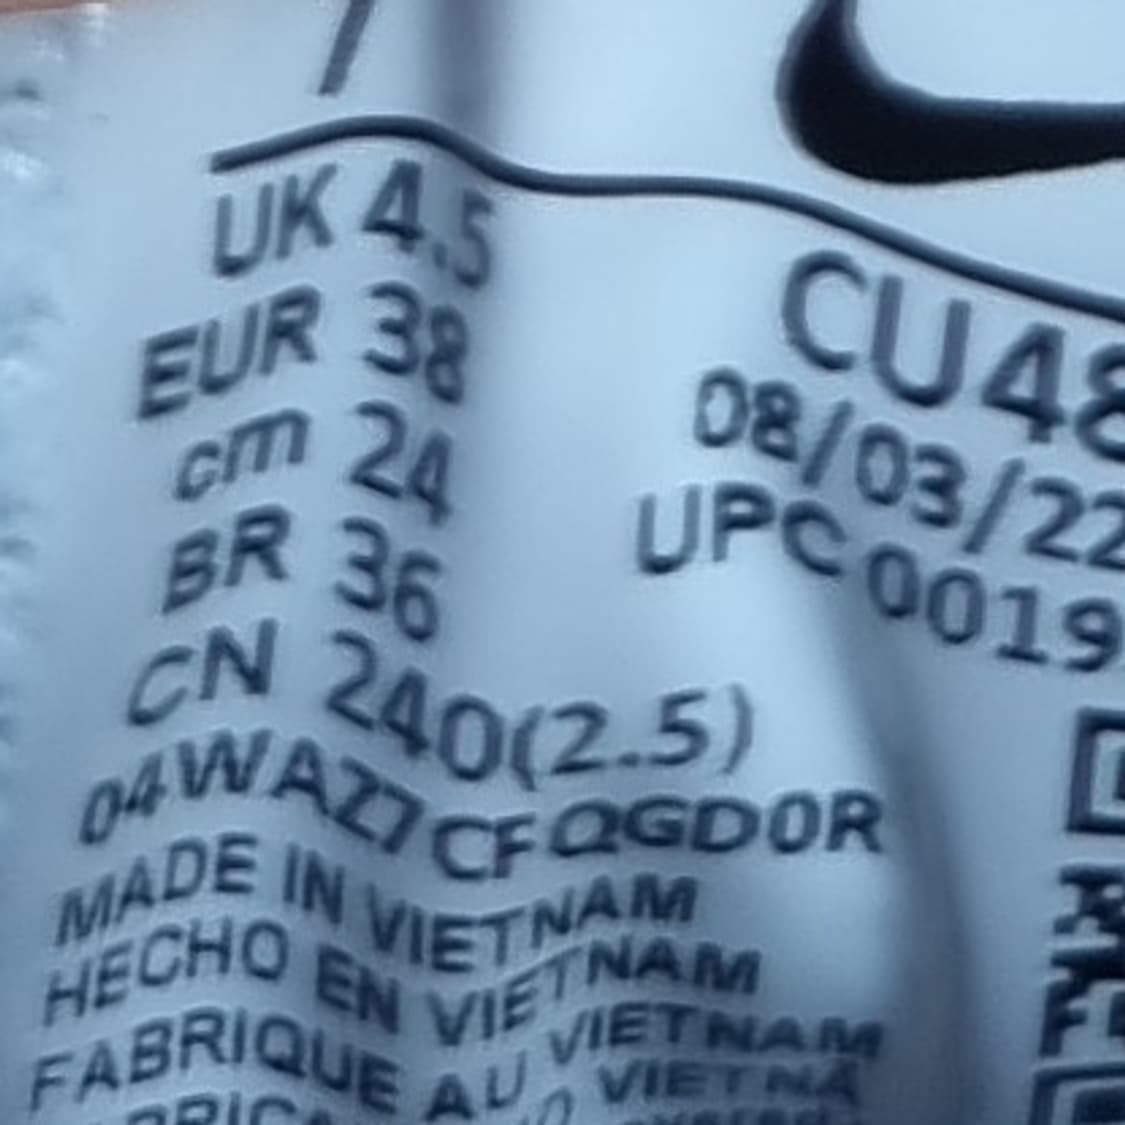 UK 4.5
EUR 38
cm 24
BR 36
CN 240(2.5)
04WAZ7CFQGD0R
MADE IN VIETNAM
HECHO EN VIETNAM
FABRIQUE AU VIETNAM
VIETNÃ
CU48
08/03/22
UPC 0019